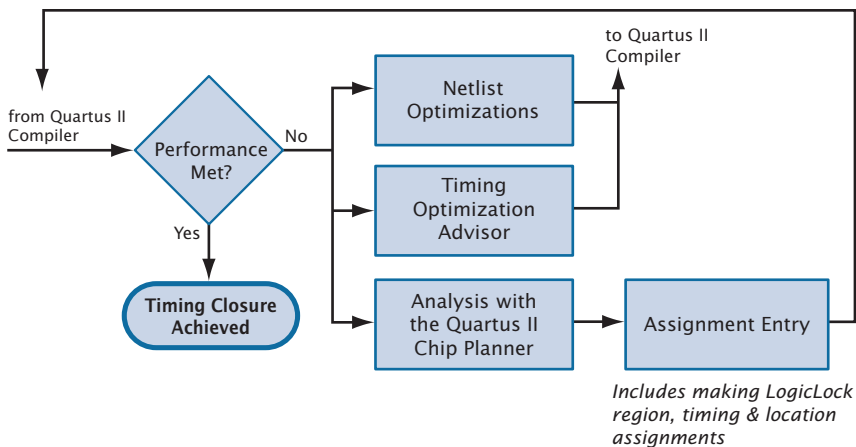 to Quartus II
Compiler
Netlist
Optimizations
from Quartus II
Compiler
No
Performance
Met?
Timing
Optimization
Advisor
Yes
Timing Closure
Achieved
Analysis with
the Quartus II
Chip Planner
Assignment Entry
Includes making LogicLock
region, timing & location
assignments